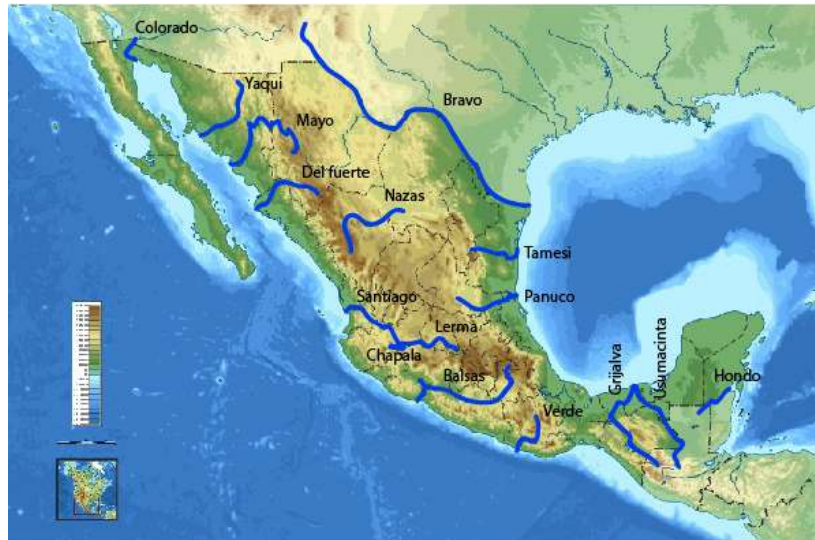 Colorado
Yaqui
Mayo
Bravo
Del fuerte
Nazas
Tamesi
Santiago
Panuco
Lerma
Chapala
Balsas
Grijalva
Usumacinta
Hondo
Verde